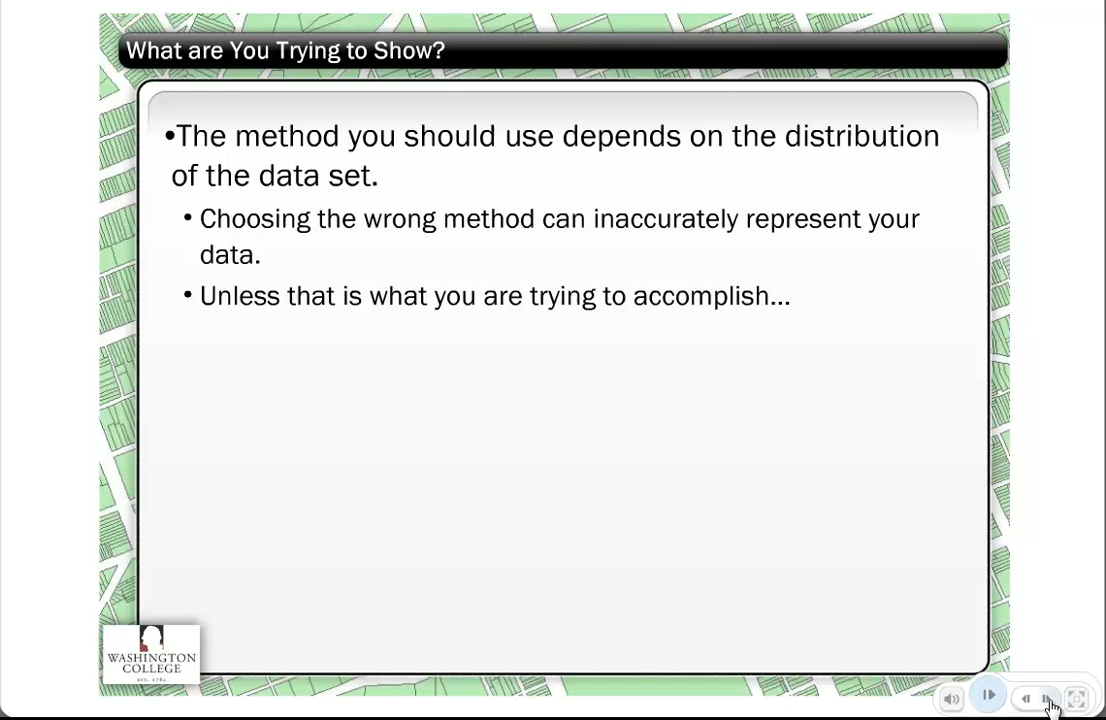 What are You Trying to Show?
•The method you should use depends on the distribution
of the data set.
• Choosing the wrong method can inaccurately represent your
data.
• Unless that is what you are trying to accomplish...
WASHINGTON
COLLEGE
EST. 1782